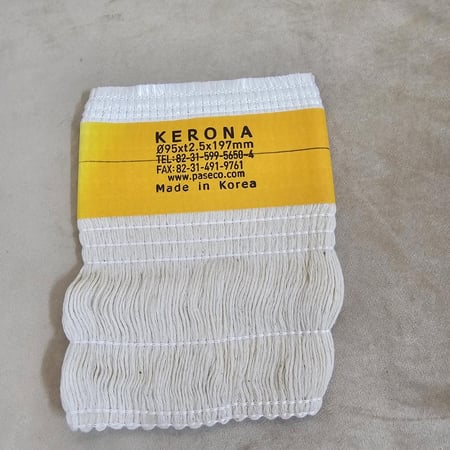 KERONA
Ø95xt2.5x197mm
TEL:82-31-599-5650-4
FAX:82-31-491-9761
www.paseco.com
Made in Korea